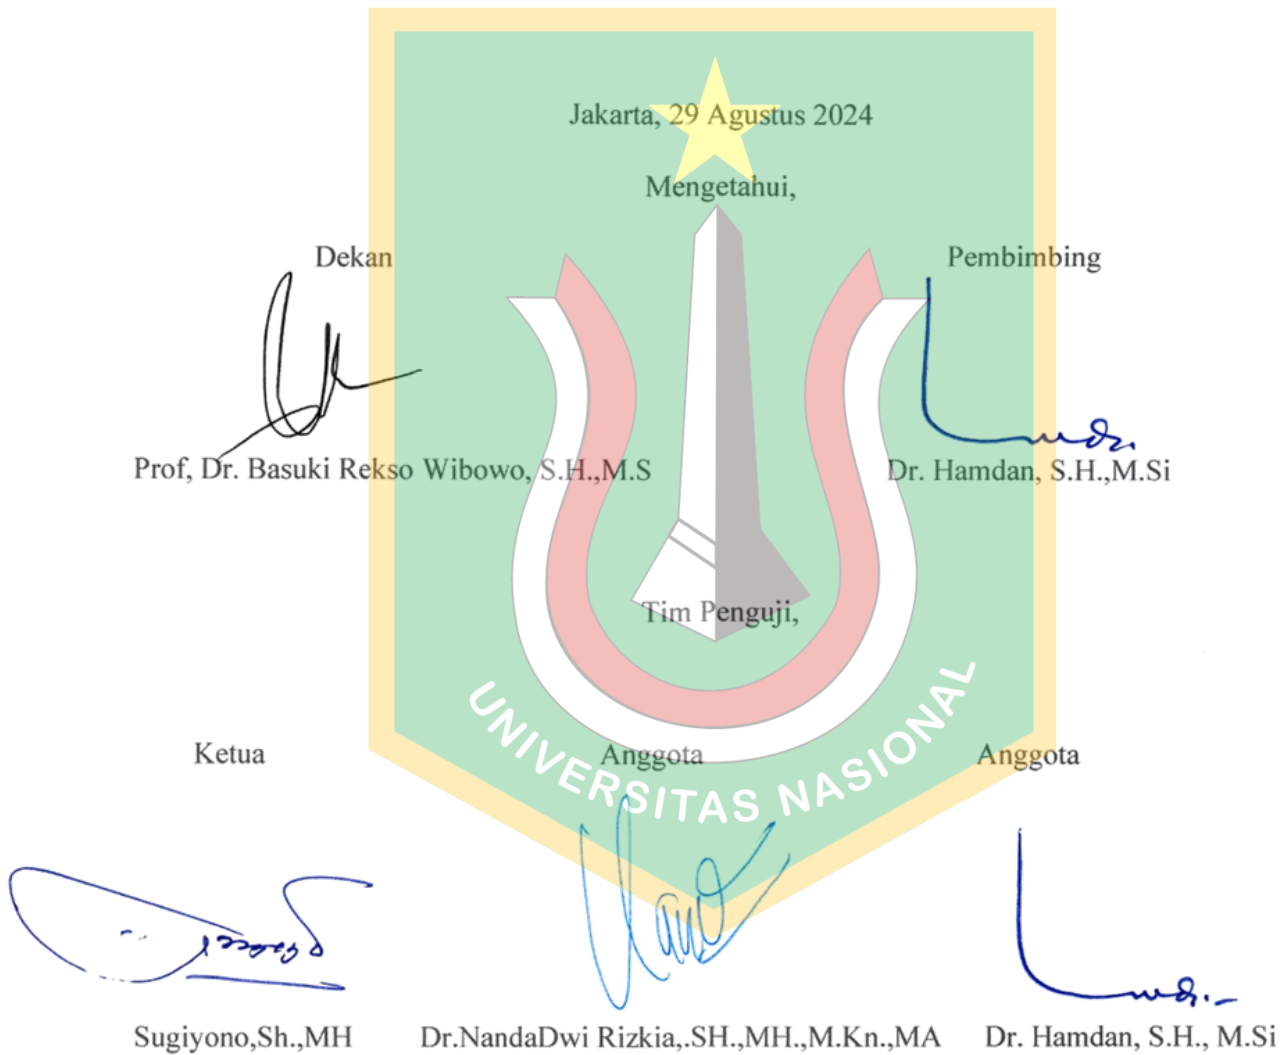 Jakarta, 29 Agustus 2024
Mengetahui,
Dekan
Pembimbing
Prof, Dr. Basuki Rekso Wibowo, S.H.,M.S
Dr. Hamdan, S.H.,M.Si
Tim Penguji,
UNIVERSITAS NASIONAL
Ketua
Anggota
Anggota
Sugiyono,Sh.,MH
Dr.NandaDwi Rizkia,.SH.,MH.,M.Kn.,MA
Dr. Hamdan, S.H., M.Si